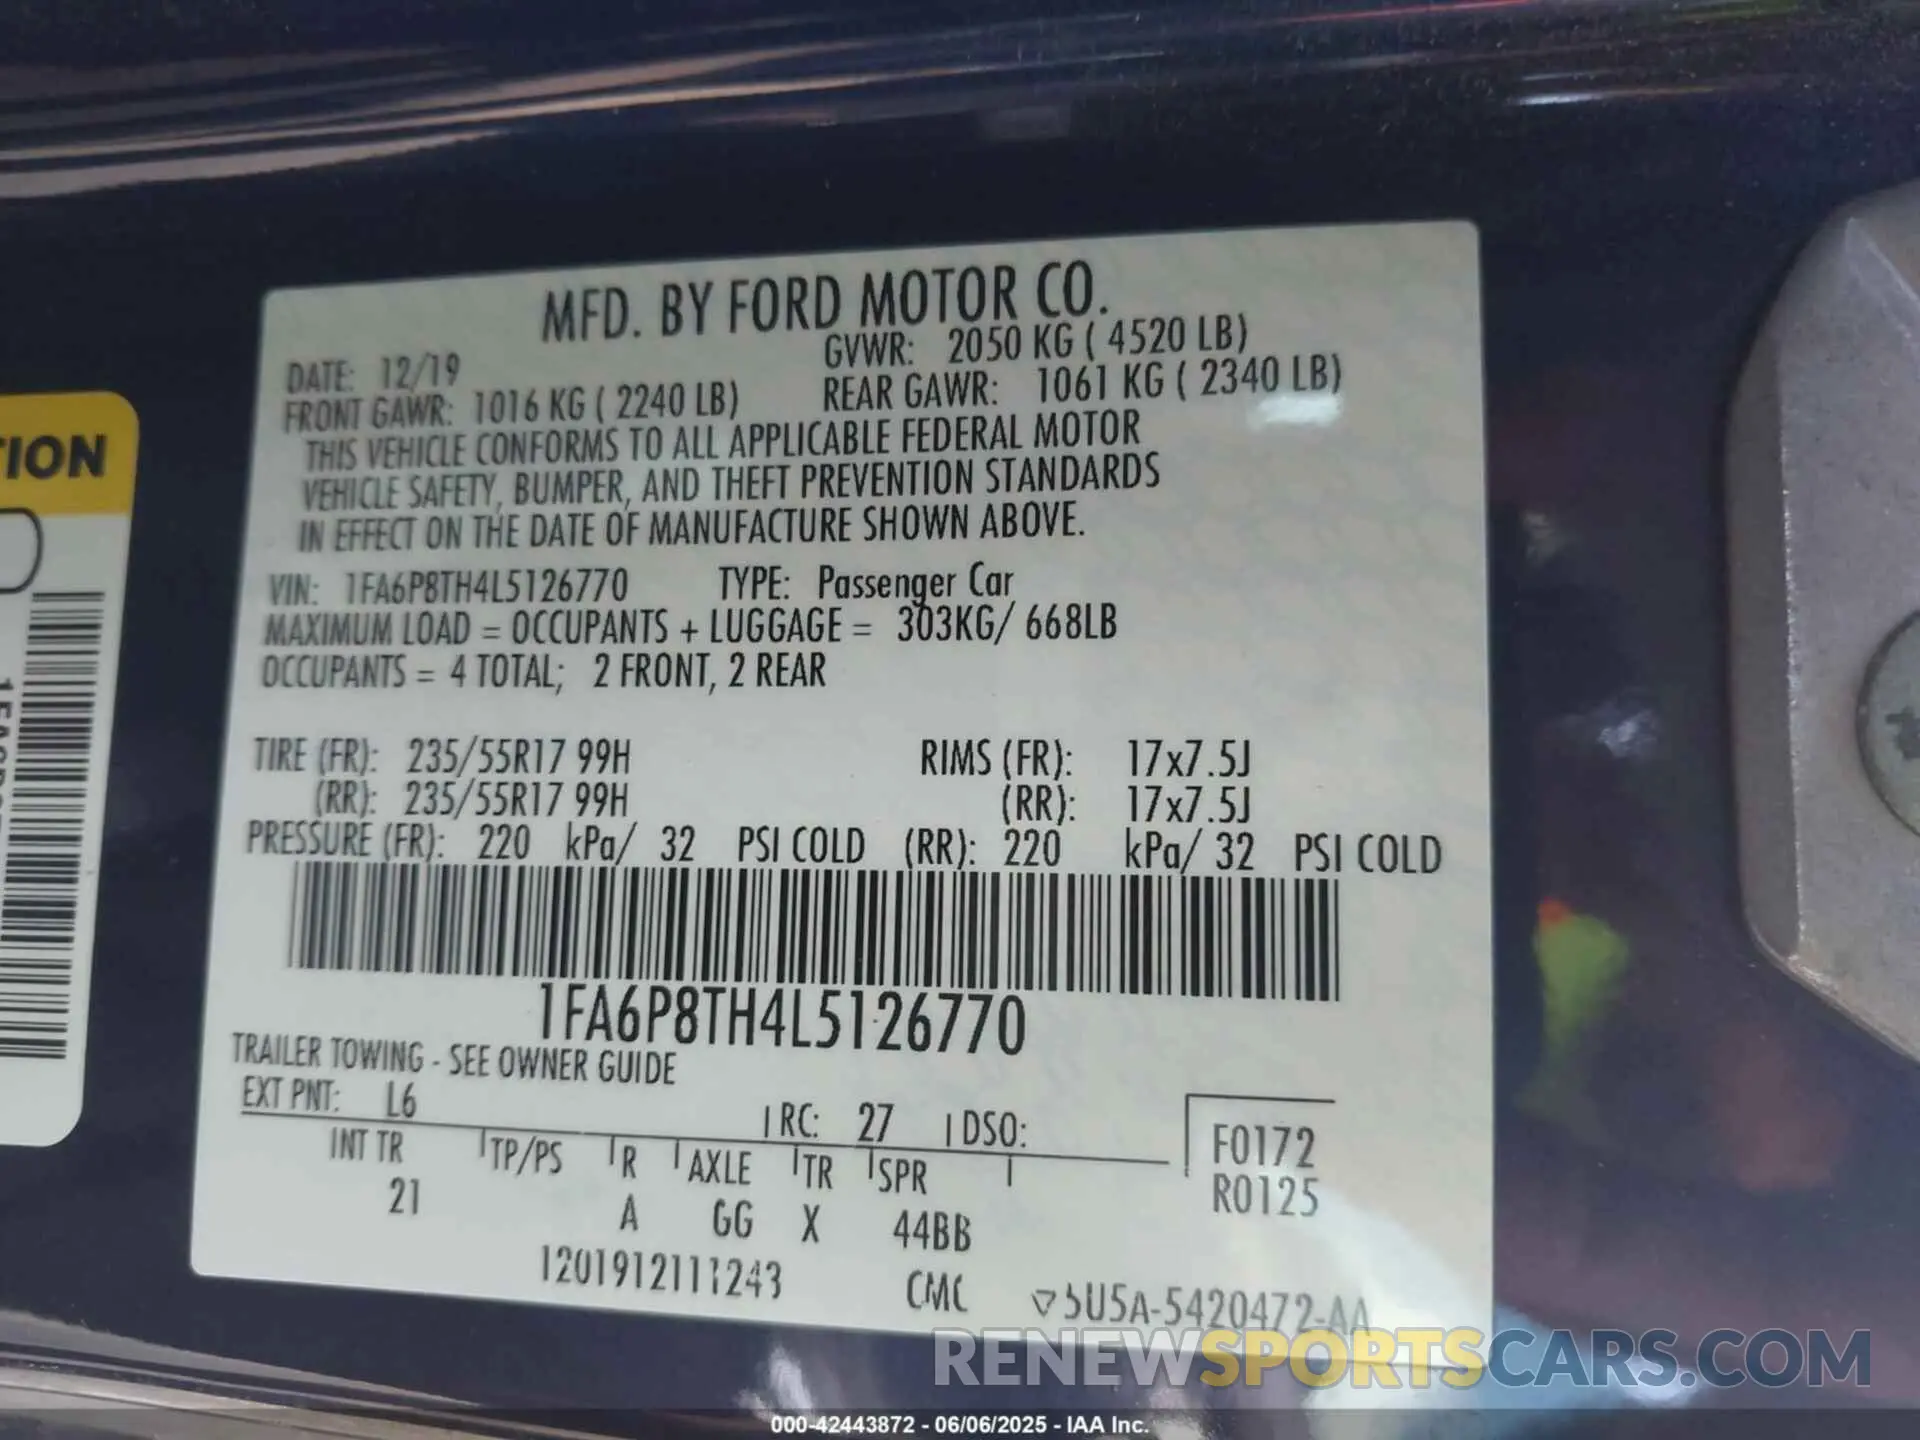 MFD. BY FORD MOTOR CO.
DATE: 12/19 GVWR: 2050 KG ( 4520 LB)
FRONT GAWR: 1016 KG ( 2240 LB) REAR GAWR: 1061 KG ( 2340 LB)
THIS VEHICLE CONFORMS TO ALL APPLICABLE FEDERAL MOTOR
VEHICLE SAFETY, BUMPER, AND THEFT PREVENTION STANDARDS
IN EFFECT ON THE DATE OF MANUFACTURE SHOWN ABOVE.
VIN: 1FA6P8TH4L5126770 TYPE: Passenger Car
MAXIMUM LOAD = OCCUPANTS + LUGGAGE = 303KG/ 668LB
OCCUPANTS = 4 TOTAL; 2 FRONT, 2 REAR
TIRE (FR): 235/55R17 99H RIMS (FR): 17x7.5J
(RR): 235/55R17 99H (RR): 17x7.5J
PRESSURE (FR): 220 kPa/ 32 PSI COLD (RR): 220 kPa/ 32 PSI COLD
1FA6P8TH4L5126770
TRAILER TOWING - SEE OWNER GUIDE
EXT PNT: L6 RC: 27 DSO:
INT TR TP/PS R AXLE TR SPR
21 A GG X 44BB
F0172
R0125
1201912111243 CMC 5U5A-5420472-AA
TION
RENEWSPORTSCARS.COM
000-42443872 - 06/06/2025 - IAA Inc.